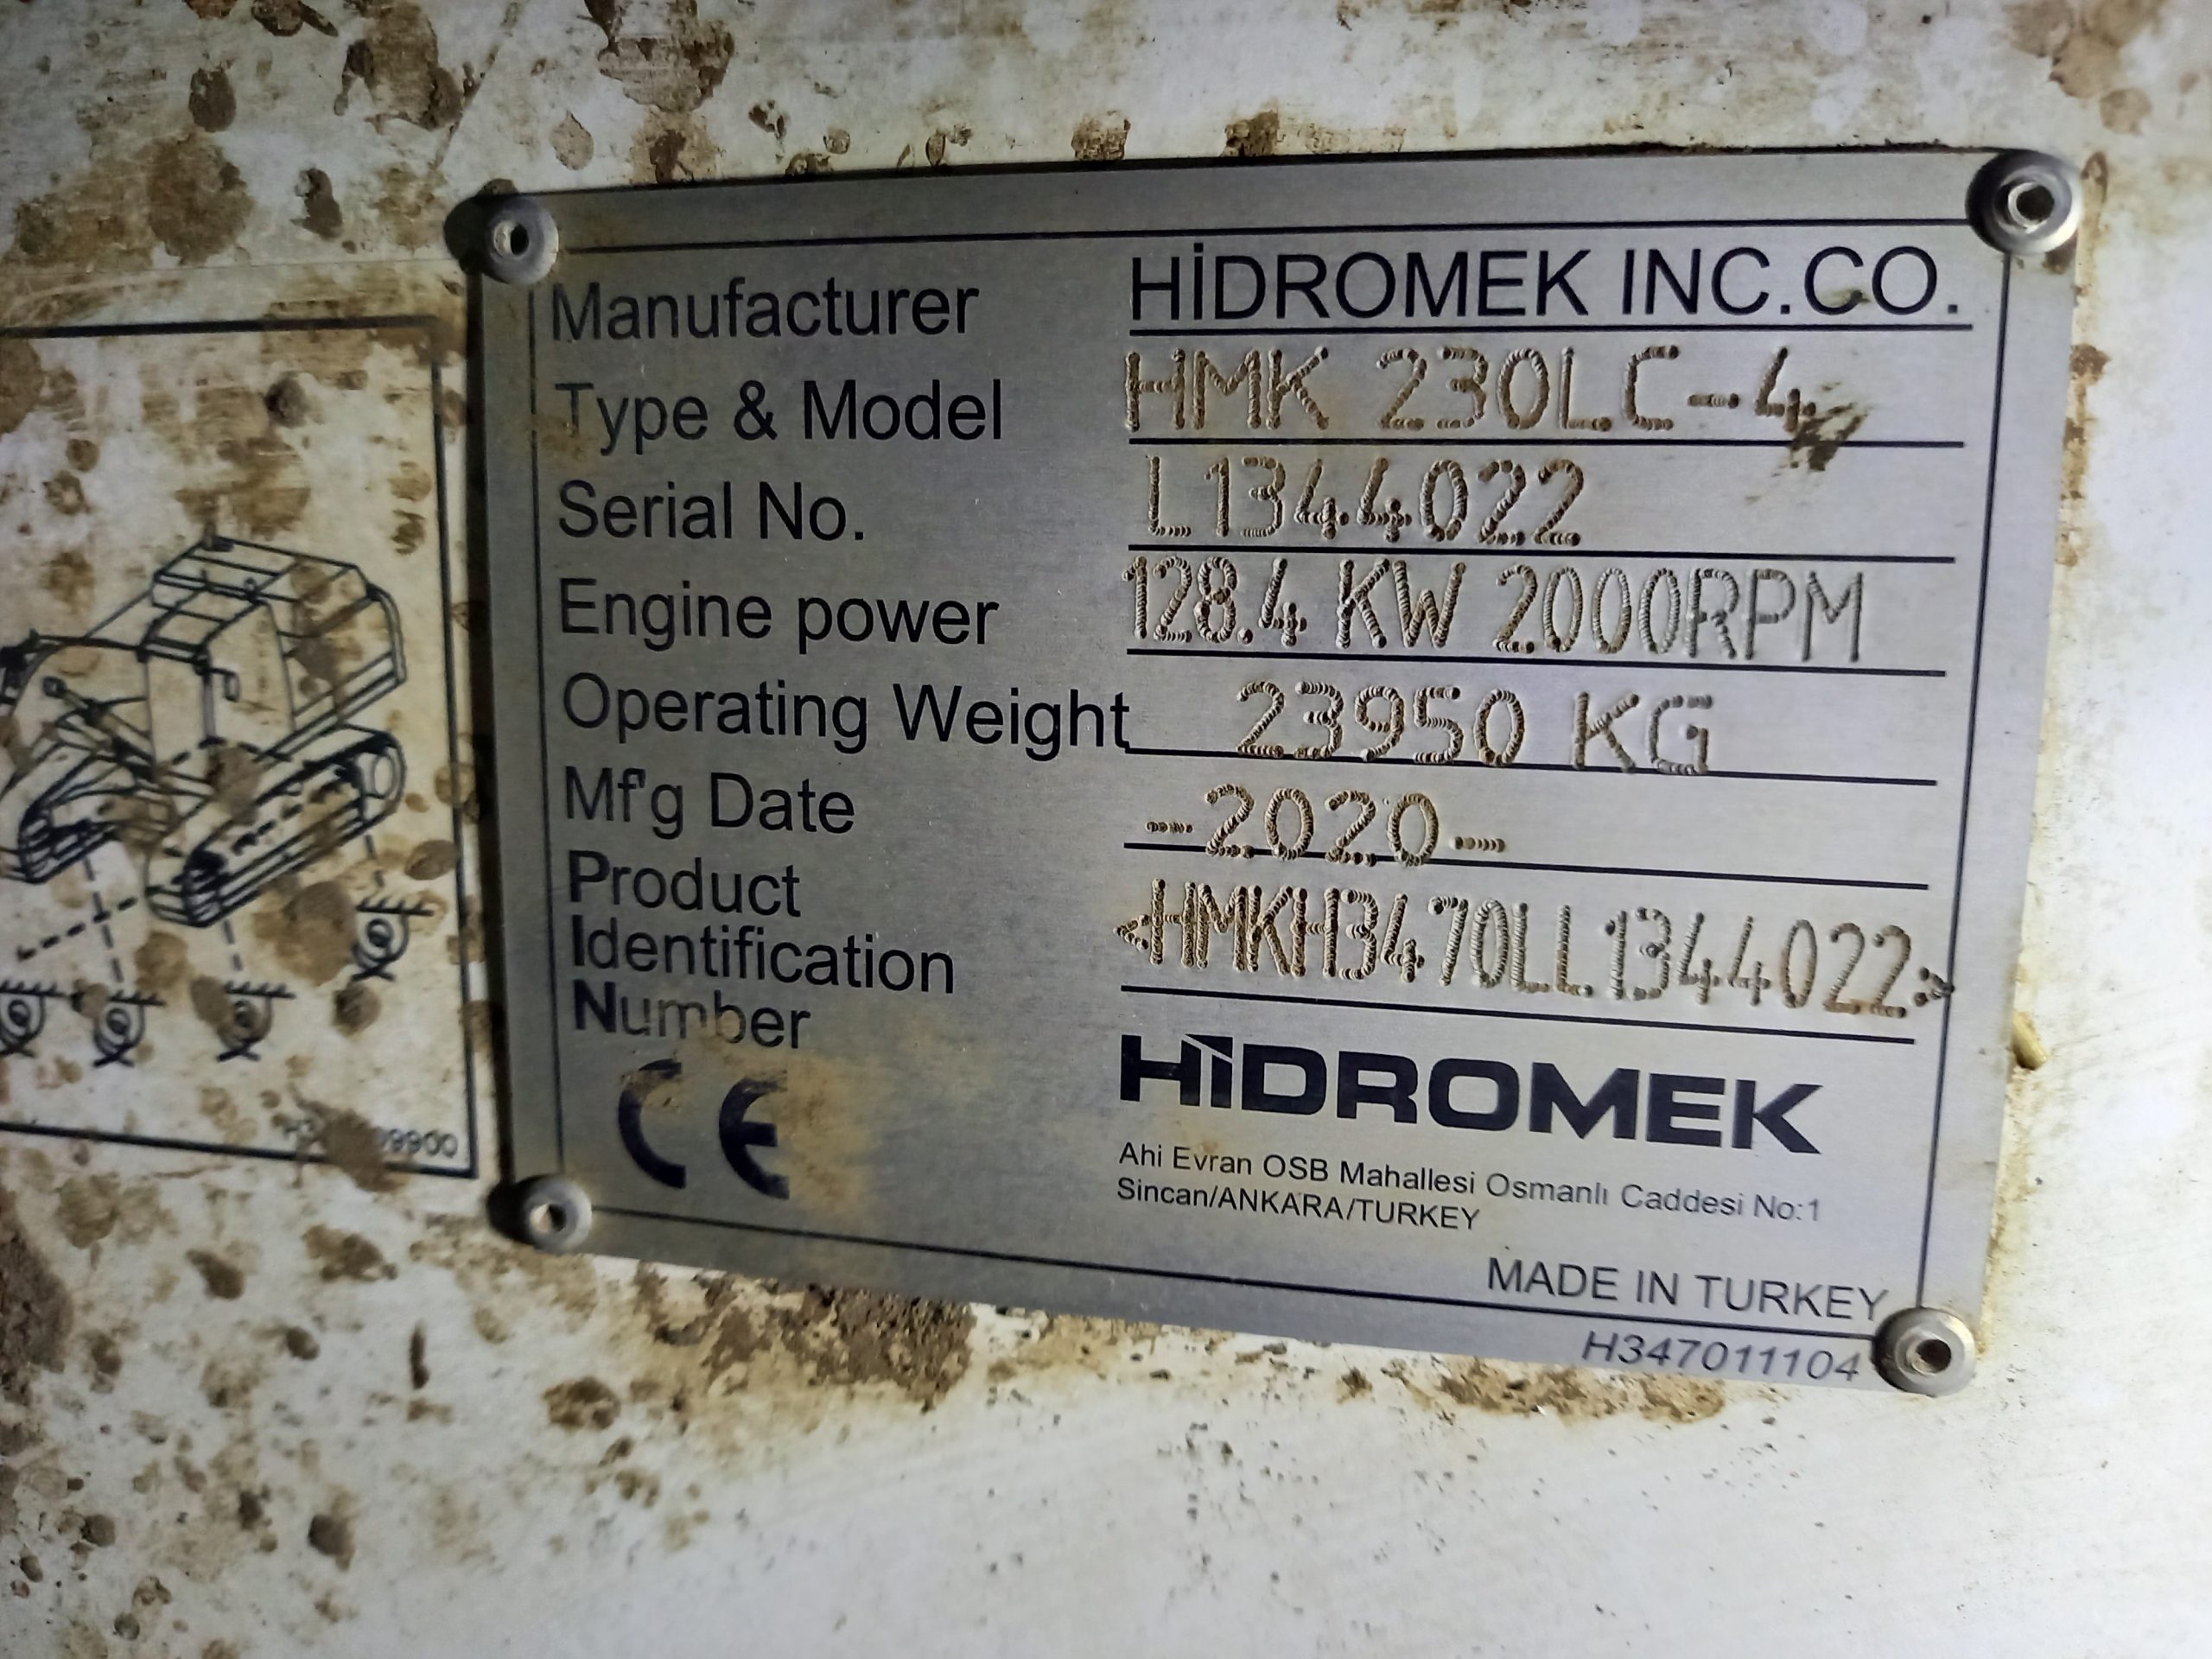 Manufacturer HİDROMEK INC.CO.
Type & Model HMK 230LC-4
Serial No. L1344022
Engine power 128.4 KW 2000RPM
Operating Weight 23950 KG
Mf'g Date -2020-
Product
Identification <HMKH3470LL1344022>
Number
CE
HİDROMEK
Ahi Evran OSB Mahallesi Osmanlı Caddesi No:1
Sincan/ANKARA/TURKEY
MADE IN TURKEY
H347011104